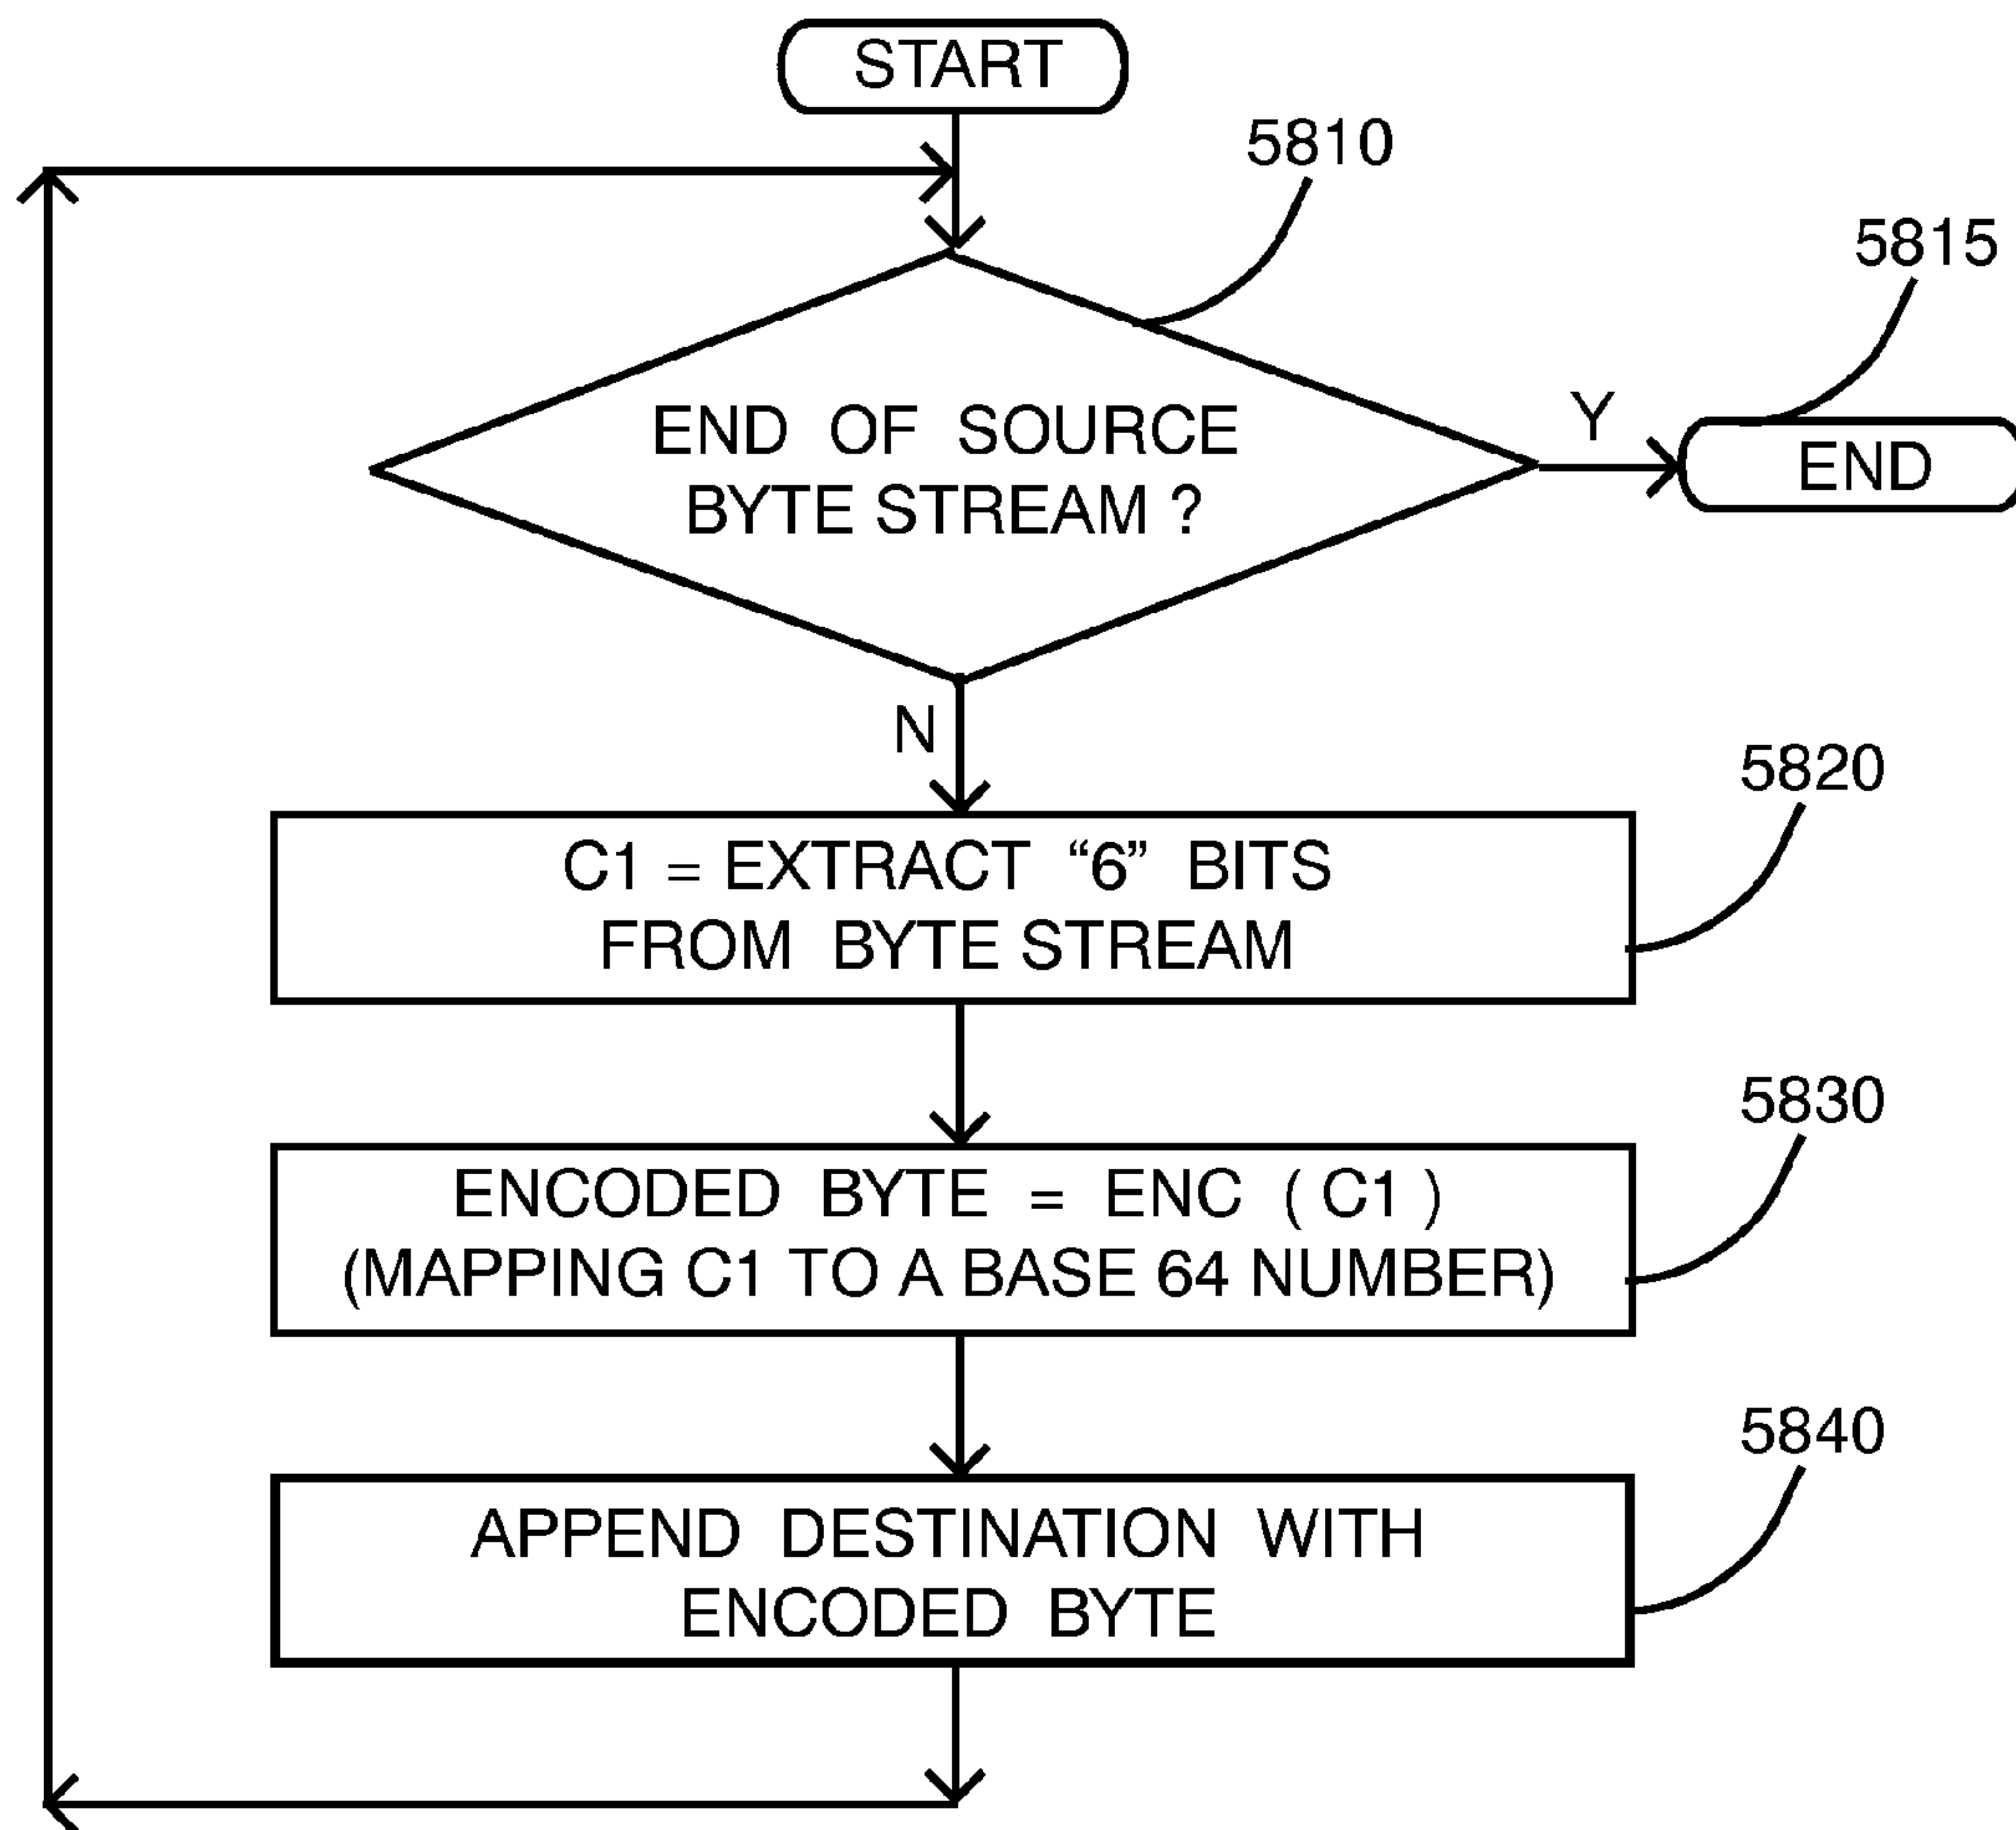 START
5810
5815
END OF SOURCE
BYTE STREAM ?
Y
END
N
5820
C1 = EXTRACT “6” BITS
FROM BYTE STREAM
5830
ENCODED BYTE = ENC ( C1 )
(MAPPING C1 TO A BASE 64 NUMBER)
5840
APPEND DESTINATION WITH
ENCODED BYTE